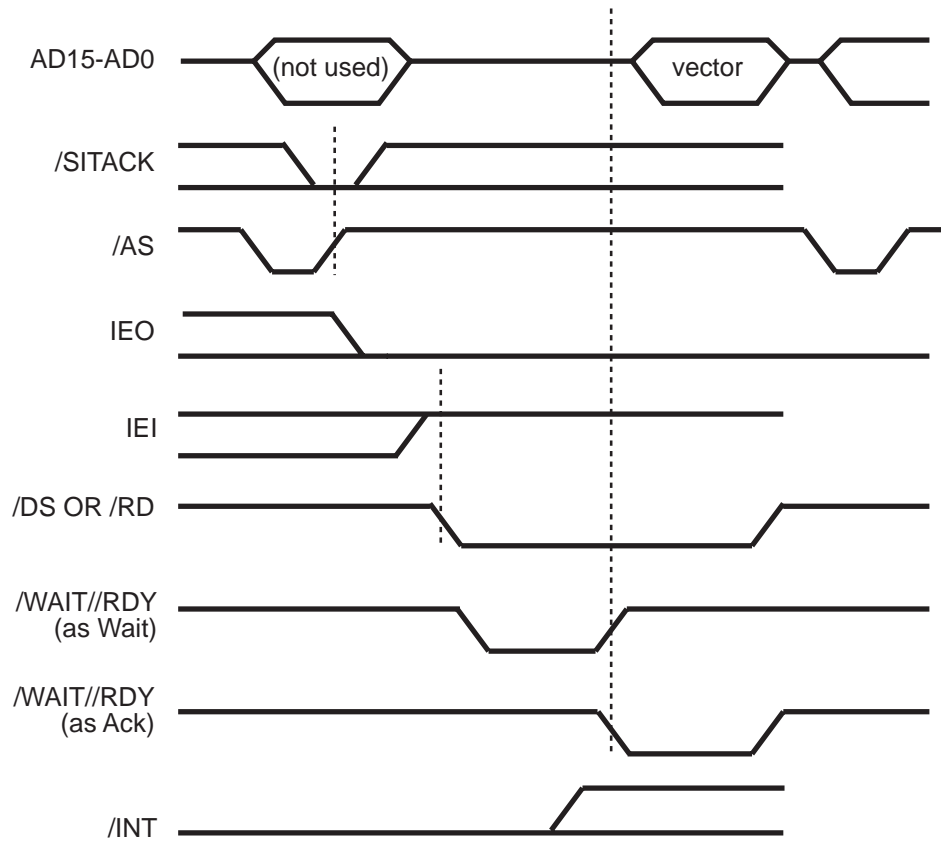 AD15-AD0
(not used)
vector
/SITACK
/AS
IEO
IEI
/DS OR /RD
/WAIT//RDY
(as Wait)
/WAIT//RDY
(as Ack)
/INT